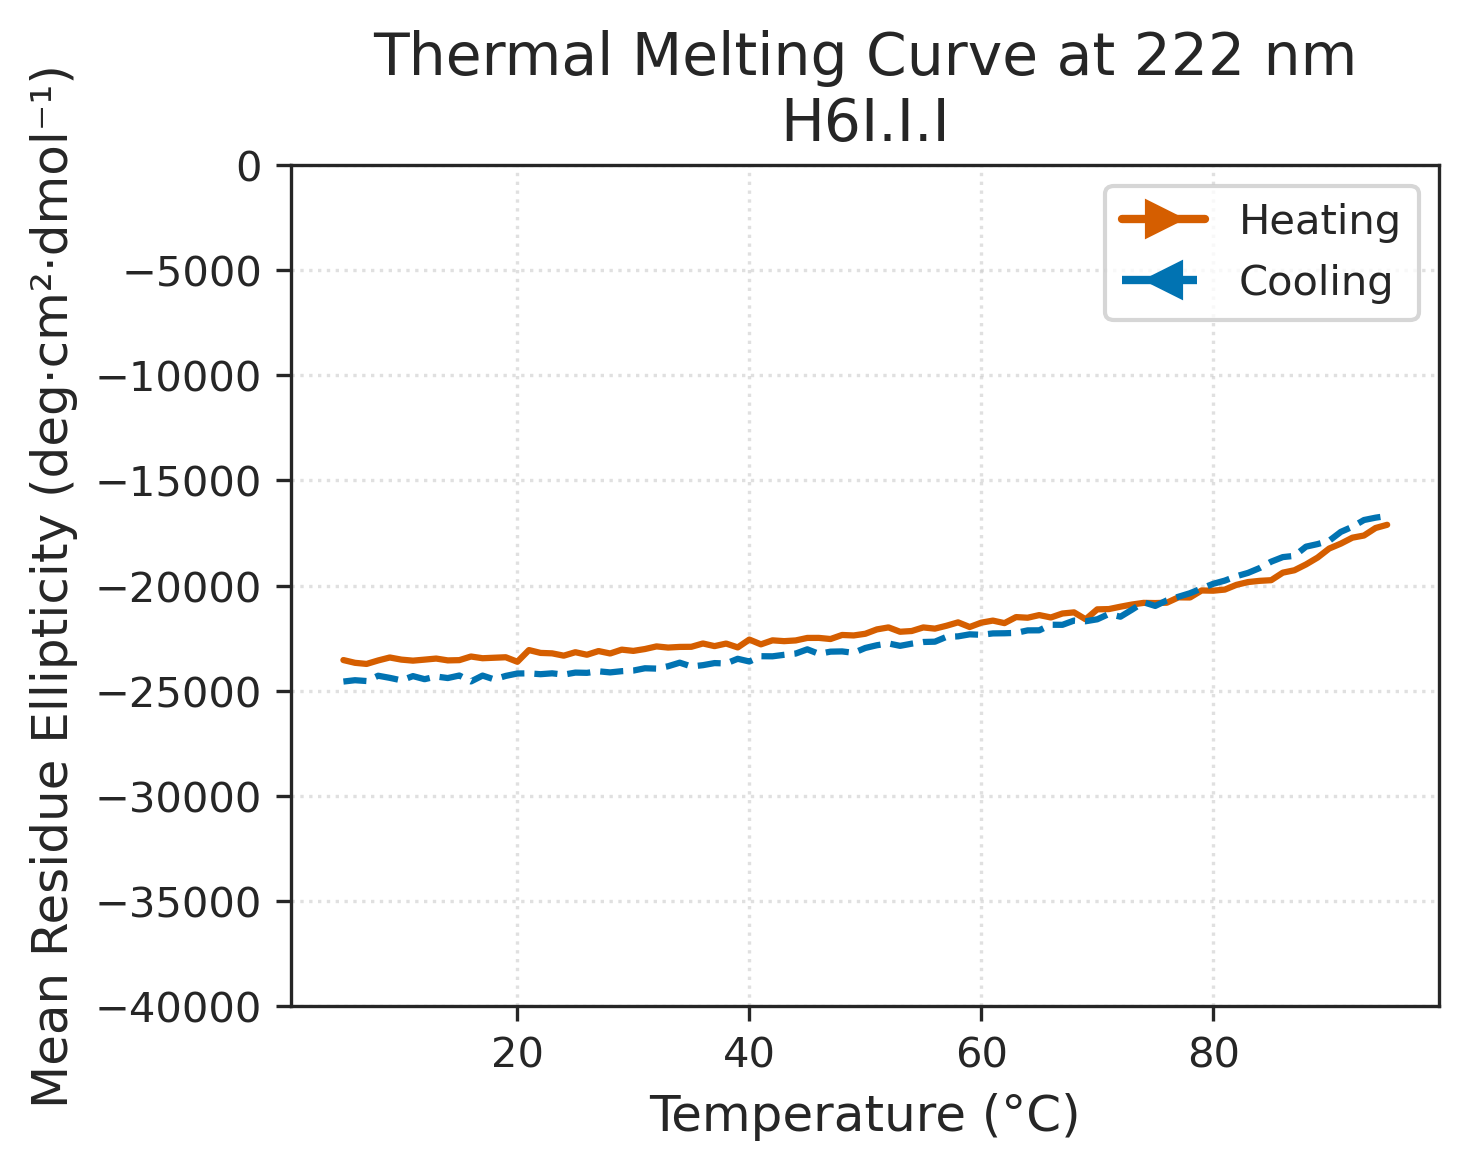 Thermal Melting Curve at 222 nm
H6I.I.I
Mean Residue Ellipticity (deg·cm²·dmol⁻¹)
0
−5000
−10000
−15000
−20000
−25000
−30000
−35000
−40000
Heating
Cooling
20 40 60 80
Temperature (°C)